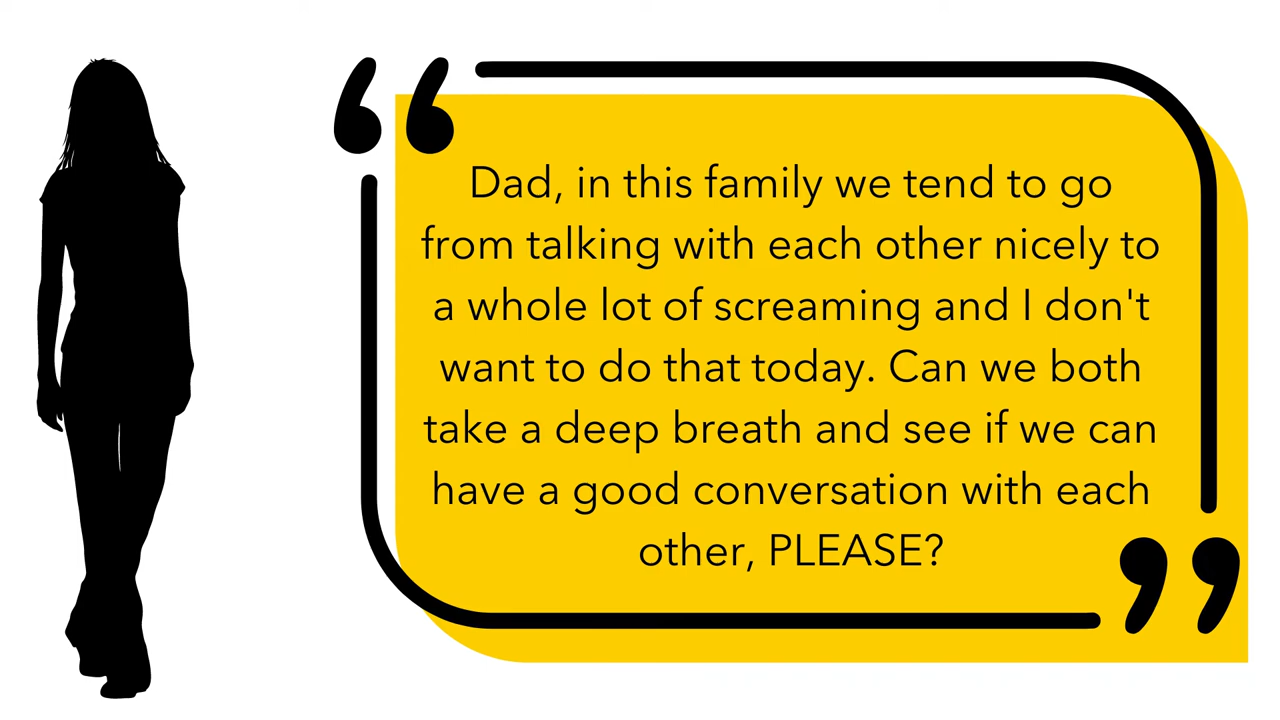 Dad, in this family we tend to go
from talking with each other nicely to
a whole lot of screaming and I don't
want to do that today. Can we both
take a deep breath and see if we can
have a good conversation with each
other, PLEASE?